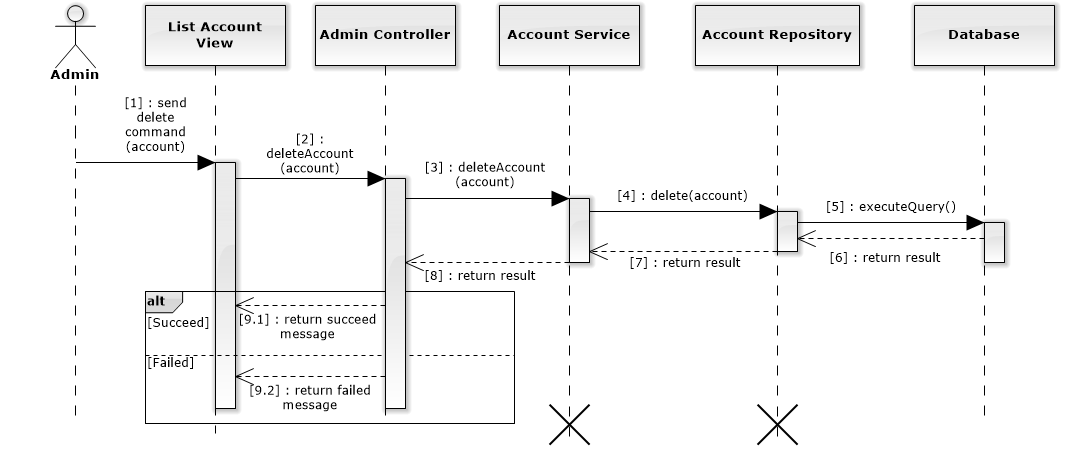 List Account
View
Admin Controller
Account Service
Account Repository
Database
Admin
[1] : send
delete
command
(account)
[2] :
deleteAccount
(account)
[3] : deleteAccount
(account)
[4] : delete(account)
[5] : executeQuery()
[6] : return result
[7] : return result
[8] : return result
alt
[Succeed]
[9.1] : return succeed
message
[Failed]
[9.2] : return failed
message